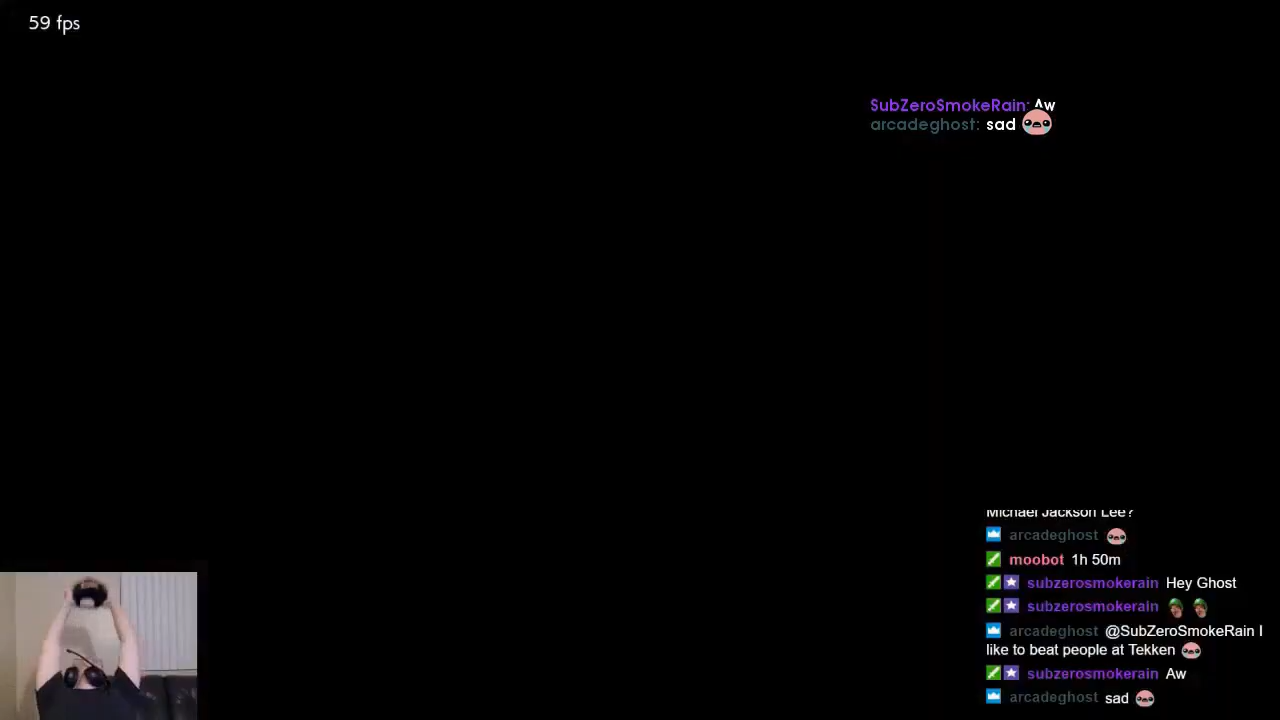 59 fps
SubZeroSmokeRain: Aw
arcadeghost: sad
Michael Jackson Lee?
arcadeghost
moobot 1h 50m
subzerosmokerain Hey Ghost
subzerosmokerain
arcadeghost @SubZeroSmokeRain I
like to beat people at Tekken
subzerosmokerain Aw
arcadeghost sad